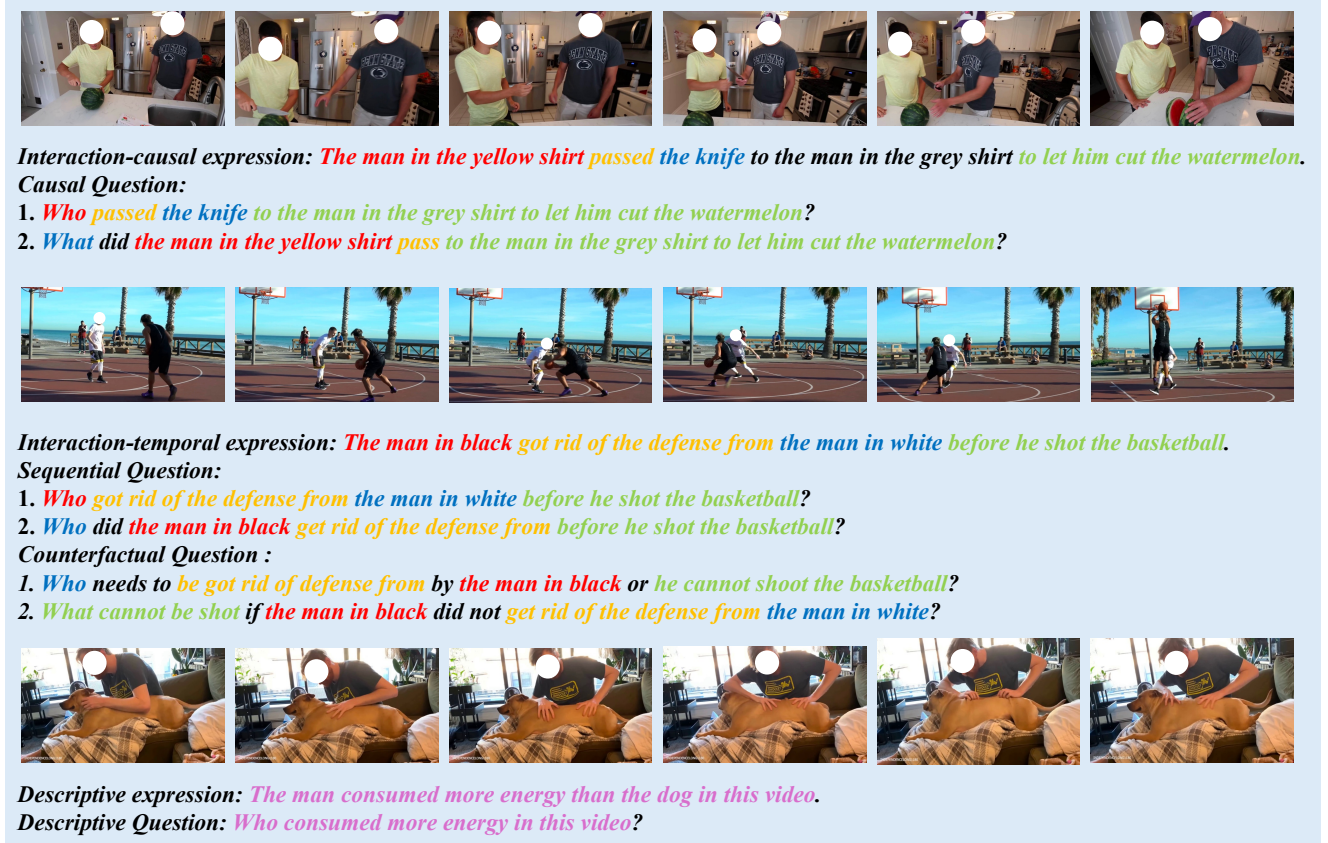 PENN STATE
PENN STATE
PENN STATE
PENN STATE
Interaction-causal expression: The man in the yellow shirt passed the knife to the man in the grey shirt to let him cut the watermelon.
Causal Question:
1. Who passed the knife to the man in the grey shirt to let him cut the watermelon?
2. What did the man in the yellow shirt pass to the man in the grey shirt to let him cut the watermelon?
Interaction-temporal expression: The man in black got rid of the defense from the man in white before he shot the basketball.
Sequential Question:
1. Who got rid of the defense from the man in white before he shot the basketball?
2. Who did the man in black get rid of the defense from before he shot the basketball?
Counterfactual Question :
1. Who needs to be got rid of defense from by the man in black or he cannot shoot the basketball?
2. What cannot be shot if the man in black did not get rid of the defense from the man in white?
Descriptive expression: The man consumed more energy than the dog in this video.
Descriptive Question: Who consumed more energy in this video?